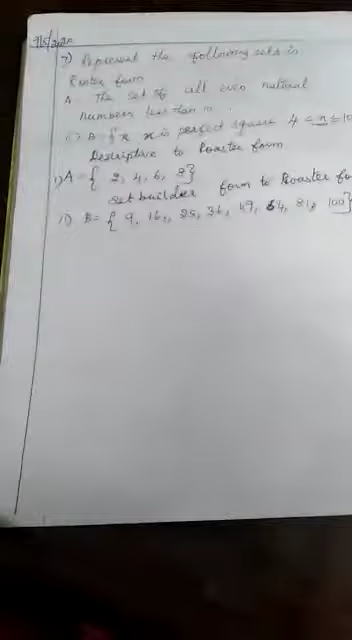 7) Represent the following sets in
Roster form
A The set of all even natural
numbers less than 10 .
B = { x x is perfect square 4 < x ≤ 10
Descriptive to Roaster form
i) A = { 2, 4, 6, 8 }
set builder form to Roaster fo
ii) B = { 9, 16, 25, 36, 49, 64, 81, 100 }